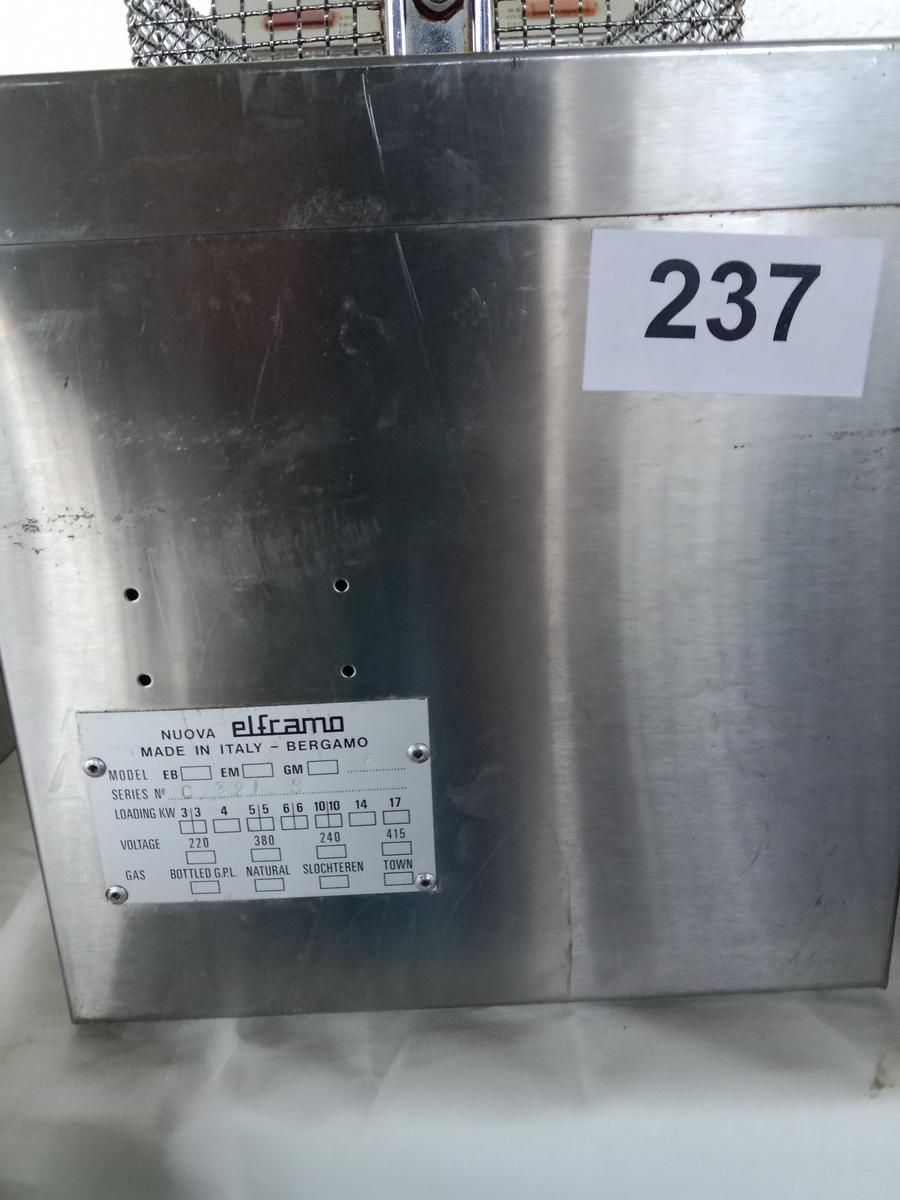 237
NUOVA elframo
MADE IN ITALY - BERGAMO
MODEL EB EM GM
SERIES Nº C
LOADING KW 3 3 4 5 5 6 6 10 10 14 17
VOLTAGE 220 380 240 415
GAS BOTTLED G.P.L. NATURAL SLOCHTEREN TOWN